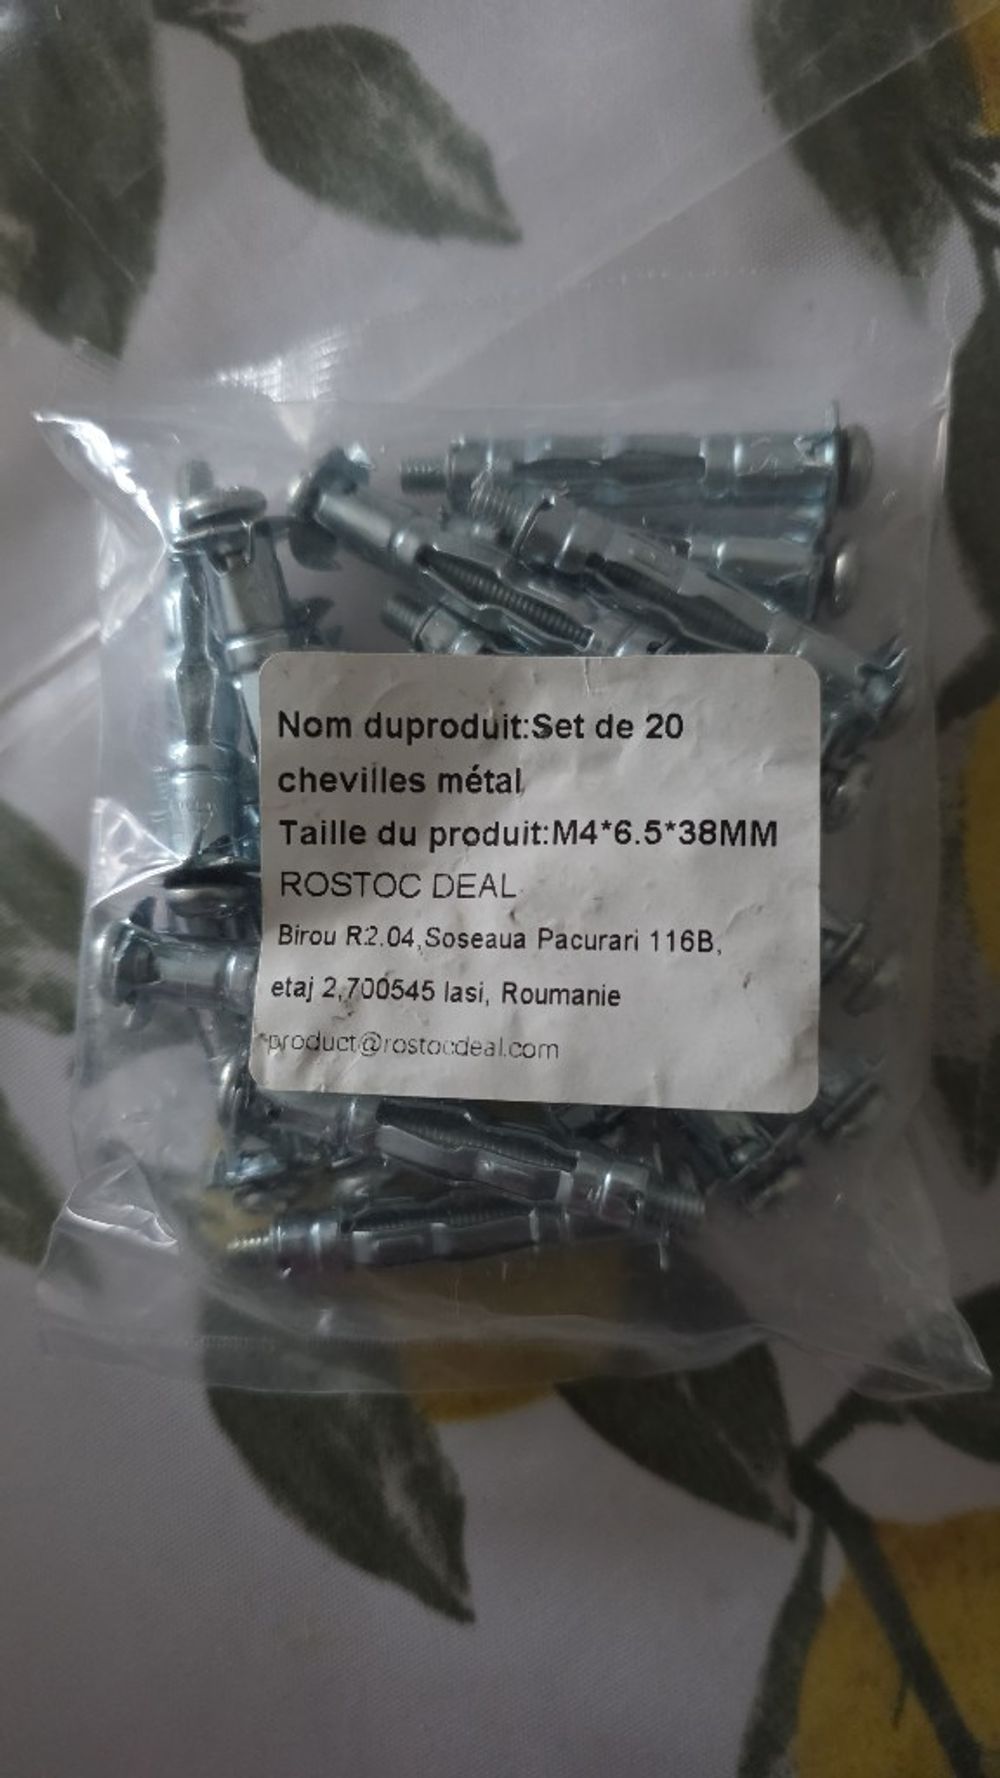 Nom duproduit:Set de 20
chevilles métal
Taille du produit:M4*6.5*38MM
ROSTOC DEAL
Birou R2.04,Soseaua Pacurari 116B,
etaj 2,700545 Iasi, Roumanie
product@rostocdeal.com